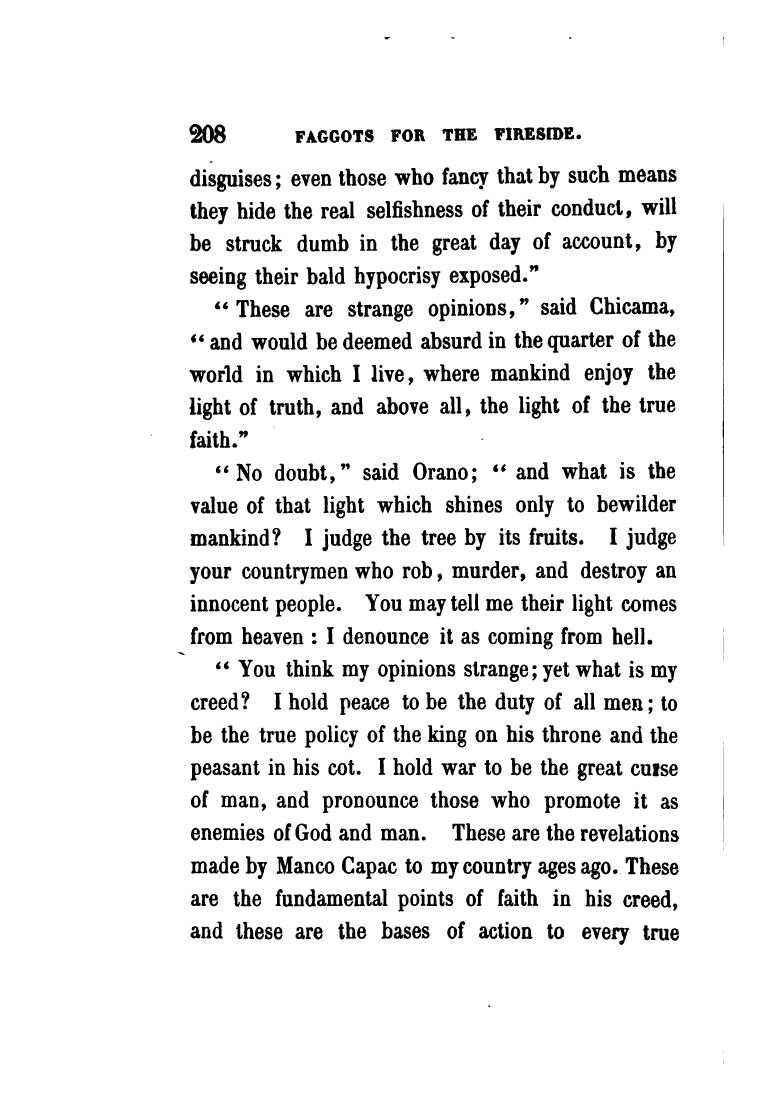 208 FAGGOTS FOR THE FIRESIDE.
disguises; even those who fancy that by such means
they hide the real selfishness of their conduct, will
be struck dumb in the great day of account, by
seeing their bald hypocrisy exposed."
“ These are strange opinions,” said Chicama,
“ and would be deemed absurd in the quarter of the
world in which I live, where mankind enjoy the
light of truth, and above all, the light of the true
faith.”
“ No doubt,” said Orano; “ and what is the
value of that light which shines only to bewilder
mankind? I judge the tree by its fruits. I judge
your countrymen who rob, murder, and destroy an
innocent people. You may tell me their light comes
from heaven : I denounce it as coming from hell.
“ You think my opinions strange; yet what is my
creed? I hold peace to be the duty of all men; to
be the true policy of the king on his throne and the
peasant in his cot. I hold war to be the great curse
of man, and pronounce those who promote it as
enemies of God and man. These are the revelations
made by Manco Capac to my country ages ago. These
are the fundamental points of faith in his creed,
and these are the bases of action to every true